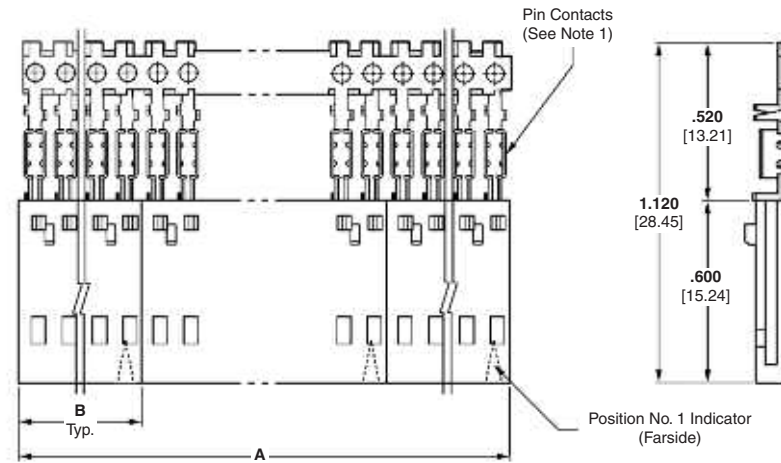 Pin Contacts
(See Note 1)
.520
[13.21]
1.120
[28.45]
.600
[15.24]
B
Typ.
Position No. 1 Indicator
(Farside)
A